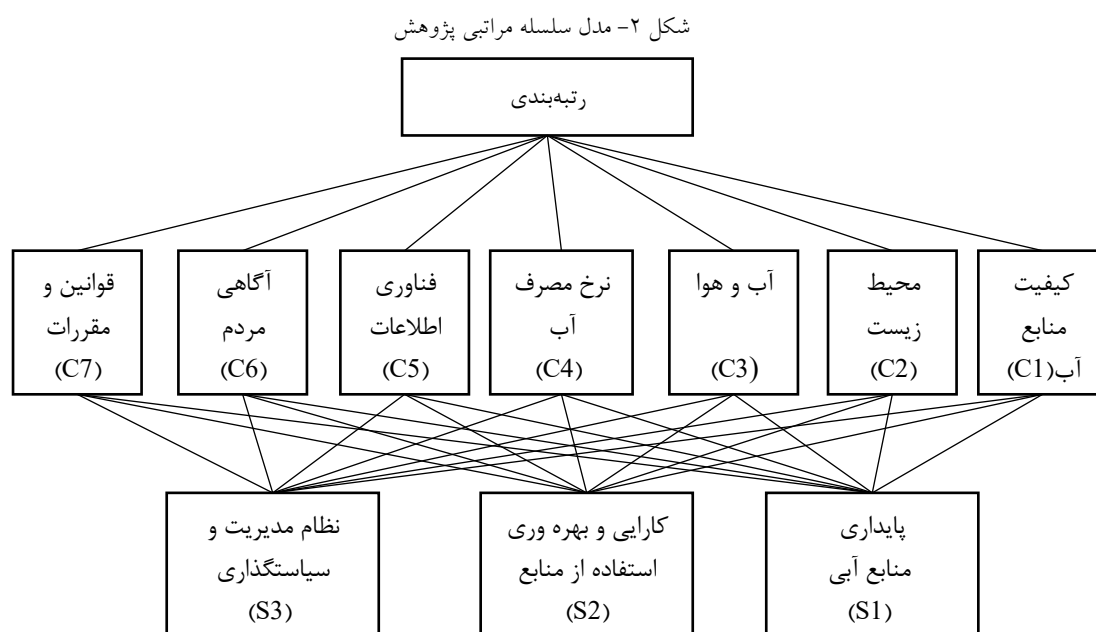 شکل ۲- مدل سلسله مراتبی پژوهش
رتبه‌بندی
کیفیت
منابع
آب(C1)
محیط
زیست
(C2)
آب و هوا
(C3)
نرخ مصرف
آب
(C4)
فناوری
اطلاعات
(C5)
آگاهی
مردم
(C6)
قوانین و
مقررات
(C7)
پایداری
منابع آبی
(S1)
کارایی و بهره وری
استفاده از منابع
(S2)
نظام مدیریت و
سیاستگذاری
(S3)